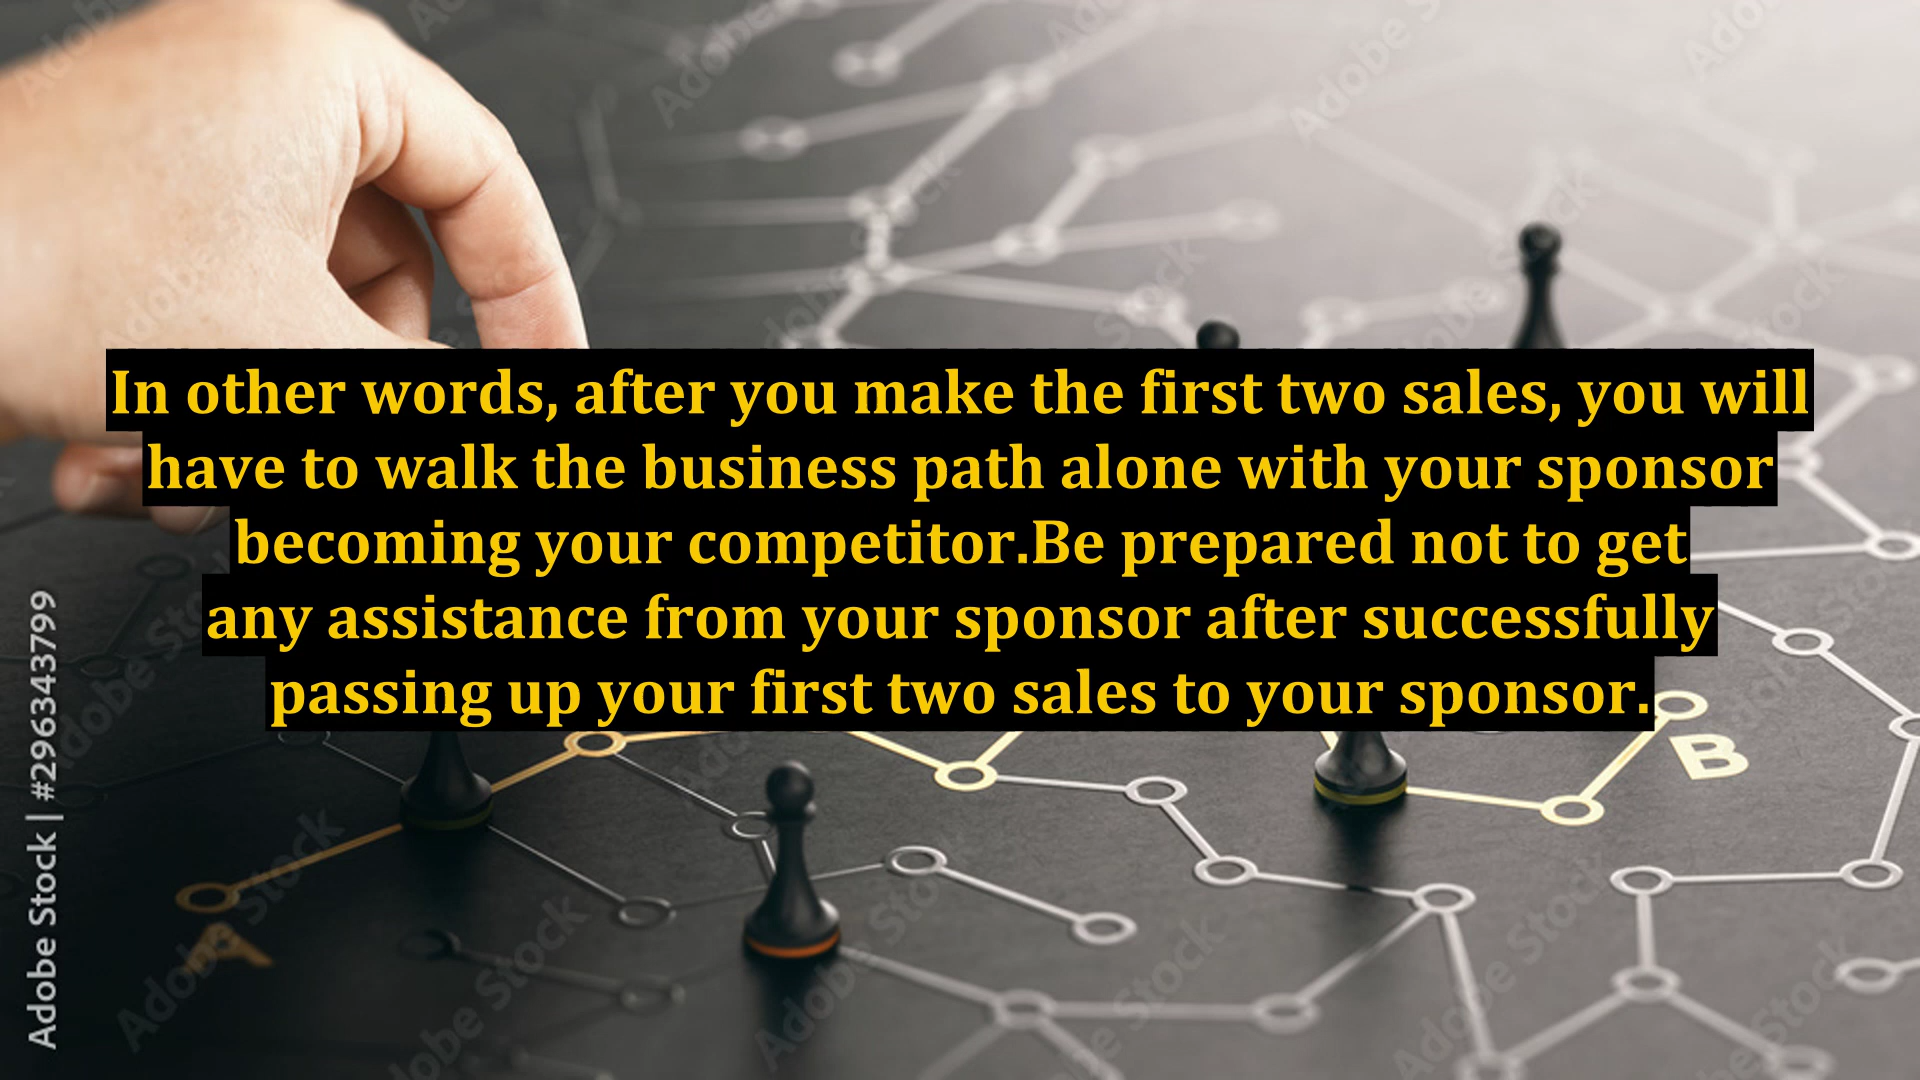 In other words, after you make the first two sales, you will
have to walk the business path alone with your sponsor
becoming your competitor.Be prepared not to get
any assistance from your sponsor after successfully
passing up your first two sales to your sponsor.
A
B
Adobe Stock | #296343799
Adobe Stock